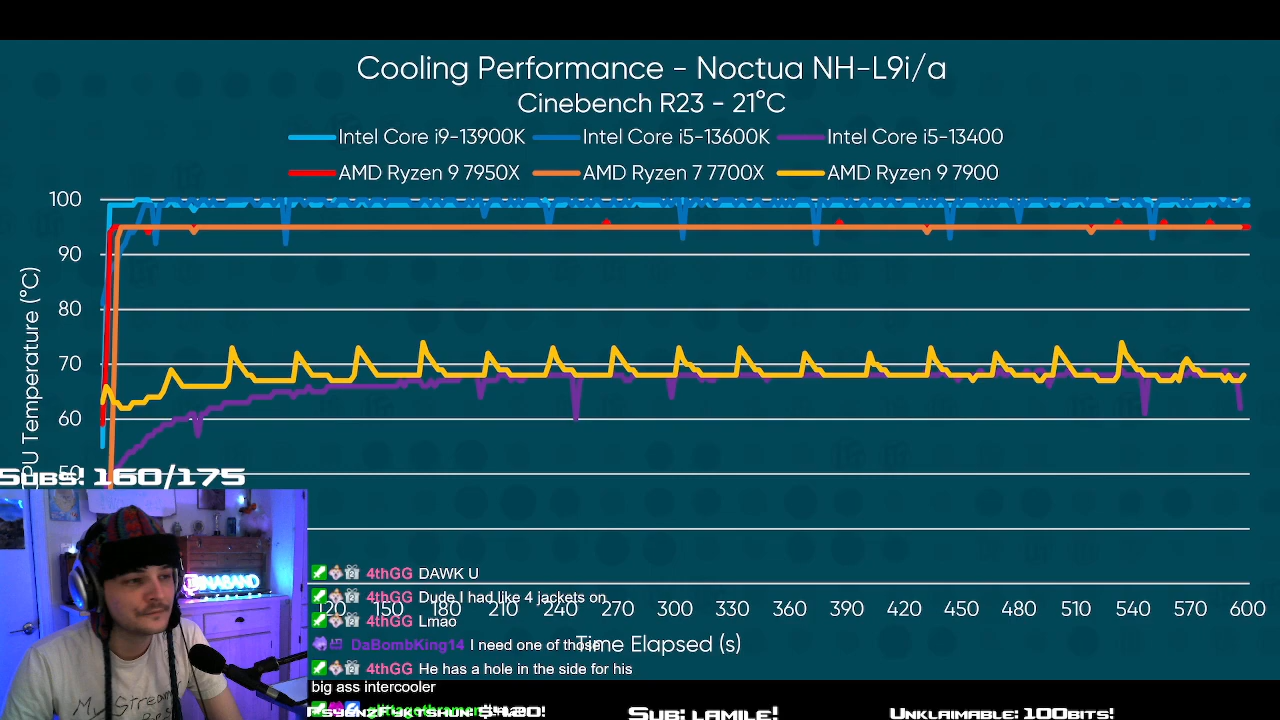 Cooling Performance - Noctua NH-L9i/a
Cinebench R23 - 21°C
Intel Core i9-13900K
Intel Core i5-13600K
Intel Core i5-13400
AMD Ryzen 9 7950X
AMD Ryzen 7 7700X
AMD Ryzen 9 7900
100
90
80
70
60
50
PU Temperature (°C)
Subs: 160/175
4thGG DAWK U
4thGG Dude I had like 4 jackets on
120 150 180 210 240 270 300 330 360 390 420 450 480 510 540 570 600
4thGG Lmao
DaBombKing14 I need one of those
Time Elapsed (s)
4thGG He has a hole in the side for his
big ass intercooler
Sub: lamile!
Unklaimable: 100bits!